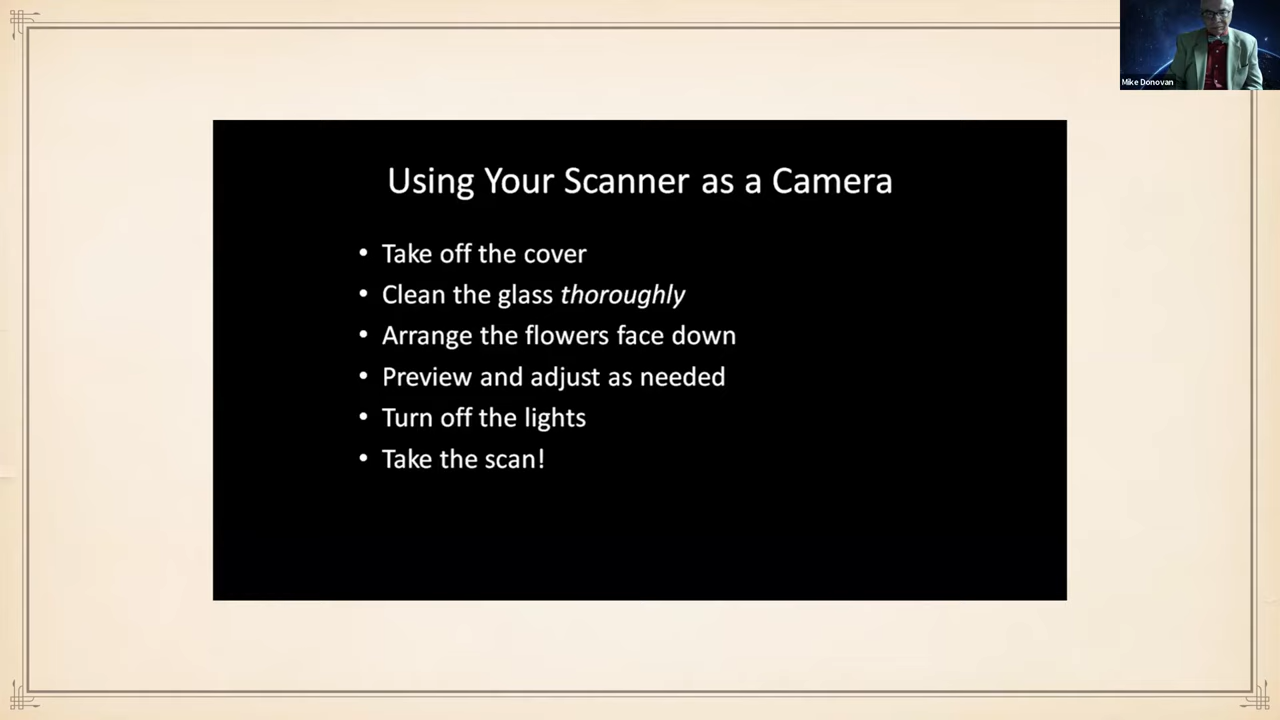 Mike Donovan
Using Your Scanner as a Camera
• Take off the cover
• Clean the glass thoroughly
• Arrange the flowers face down
• Preview and adjust as needed
• Turn off the lights
• Take the scan!